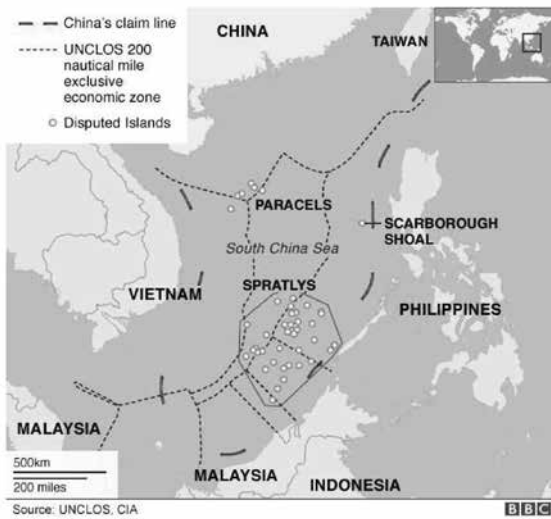 China's claim line
UNCLOS 200
nautical mile
exclusive
economic zone
Disputed Islands
CHINA
TAIWAN
PARACELS
SCARBOROUGH
SHOAL
South China Sea
SPRATLYS
VIETNAM
PHILIPPINES
MALAYSIA
500km
200 miles
MALAYSIA
INDONESIA
Source: UNCLOS, CIA
BBC